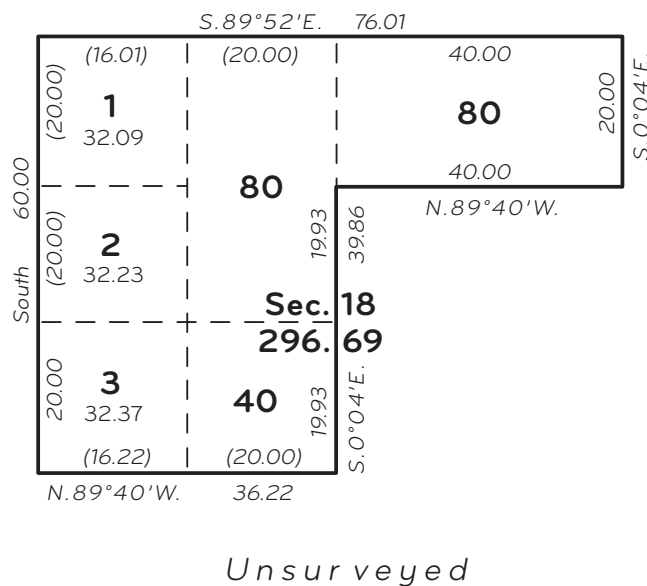 S.89°52'E. 76.01
(16.01) (20.00) 40.00
(20.00)
1
32.09
80
80
20.00
S.0°04'E.
60.00
South
40.00
N.89°40'W.
(20.00)
2
32.23
19.93
39.86
Sec. 18
296.69
20.00
3
32.37
40
19.93
S.0°04'E.
(16.22) (20.00)
N.89°40'W. 36.22
Unsurveyed